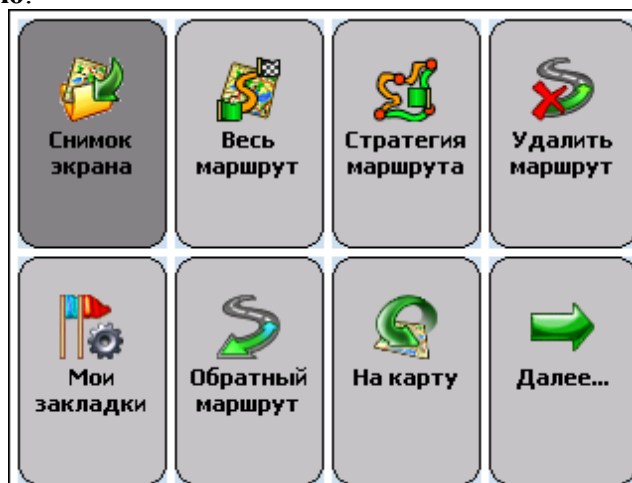 ю.
Снимок экрана
Весь маршрут
Стратегия маршрута
Удалить маршрут
Мои закладки
Обратный маршрут
На карту
Далее...